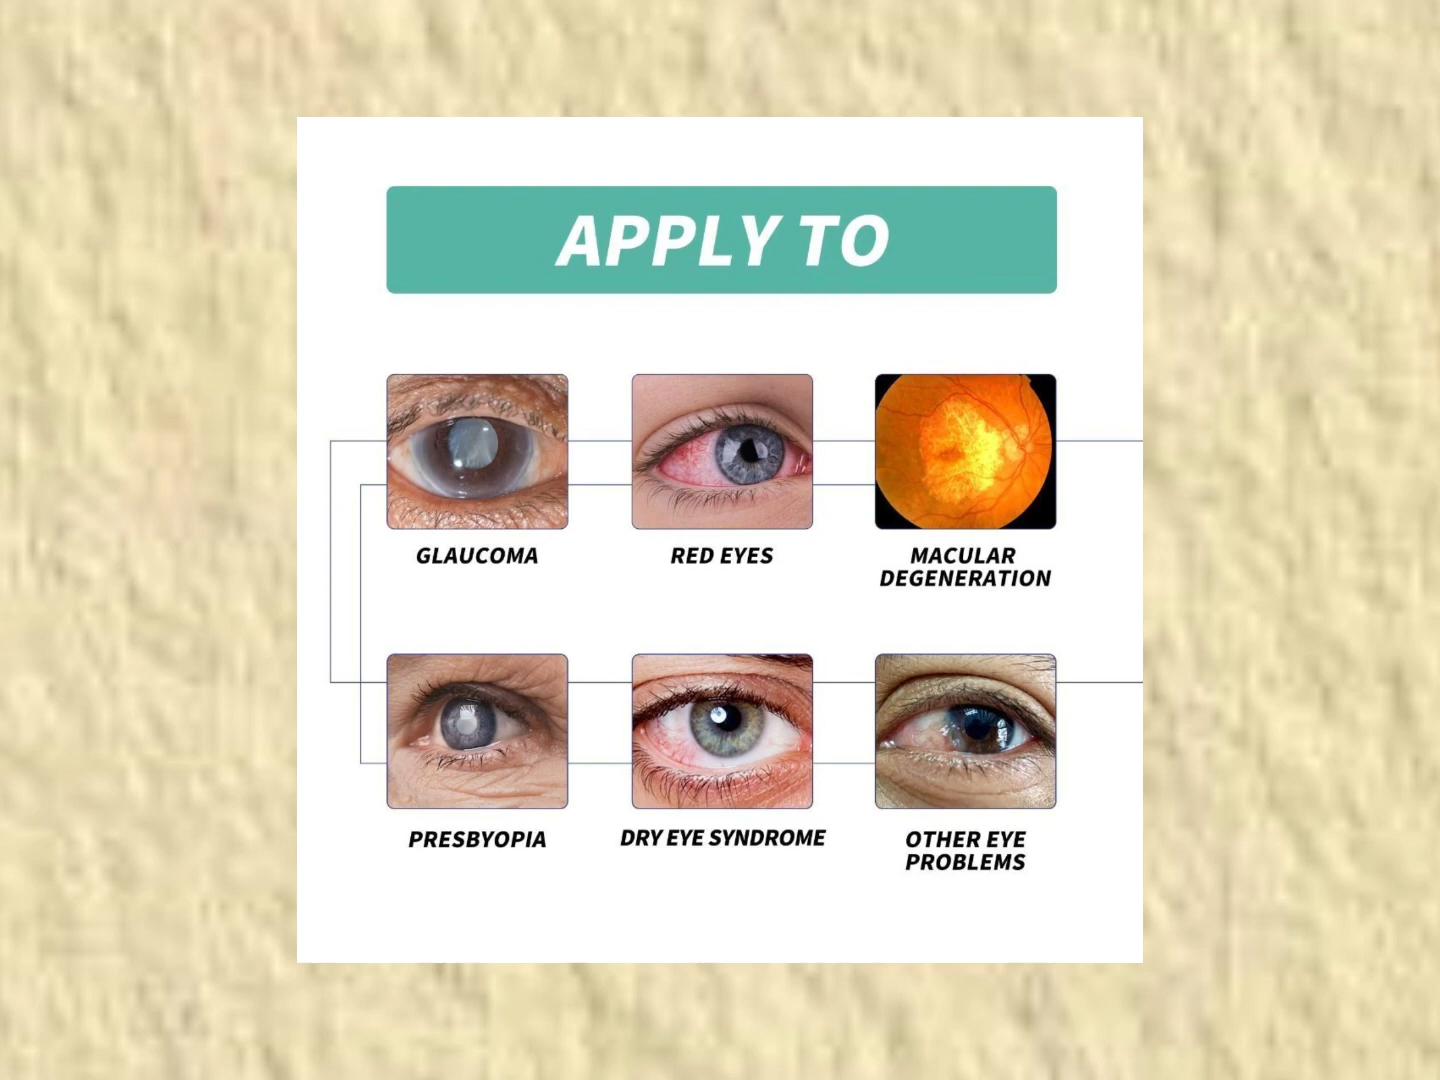 APPLY TO
GLAUCOMA
RED EYES
MACULAR
DEGENERATION
PRESBYOPIA
DRY EYE SYNDROME
OTHER EYE
PROBLEMS